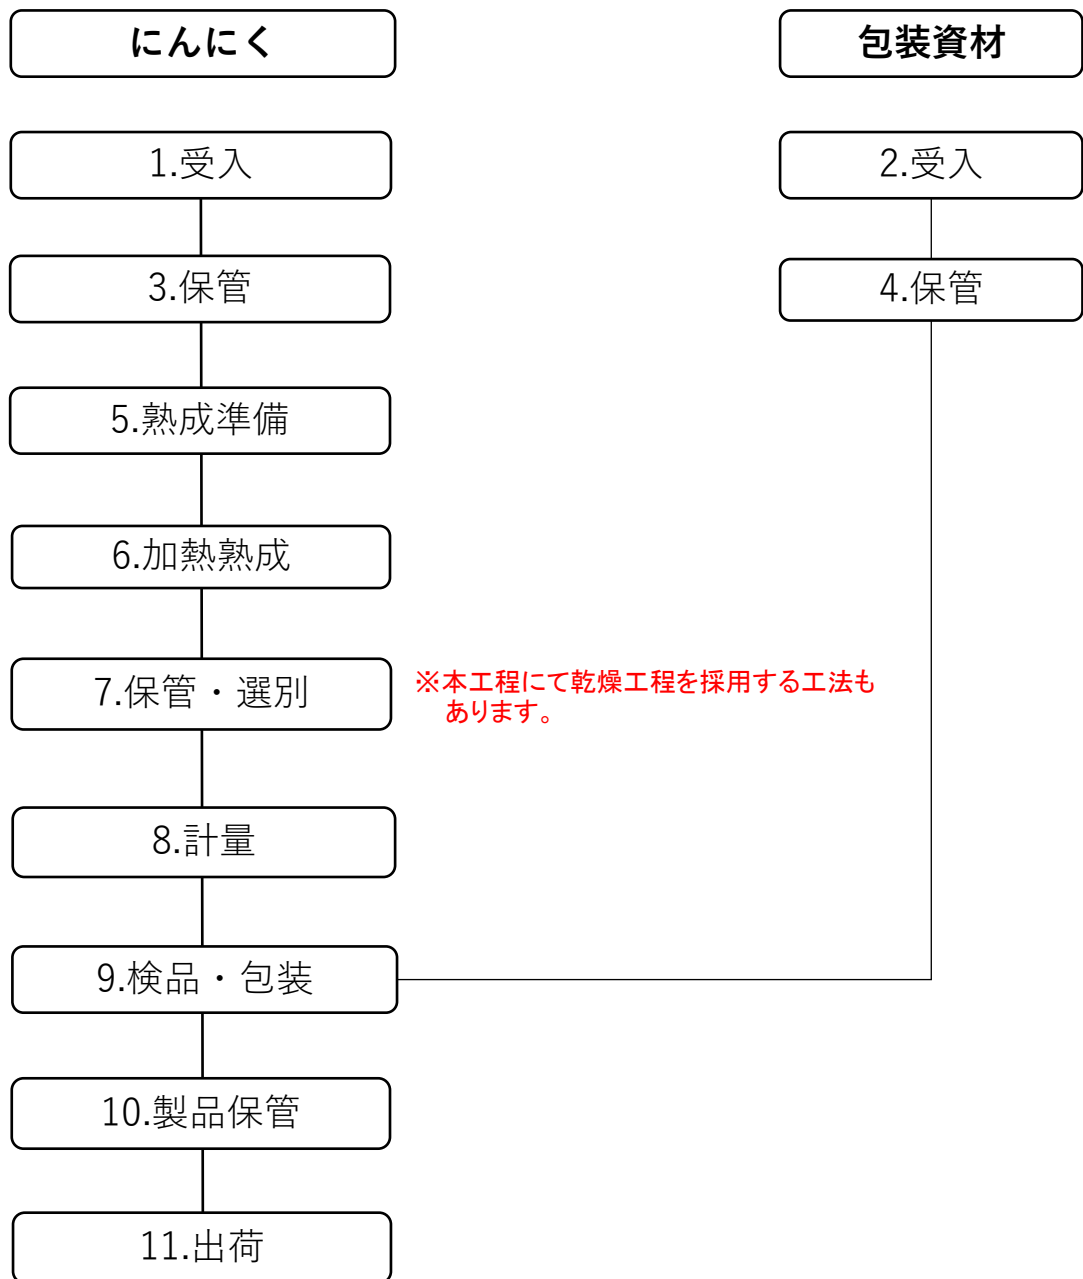 にんにく
包装資材
1.受入
2.受入
3.保管
4.保管
5.熟成準備
6.加熱熟成
7.保管・選別
※本工程にて乾燥工程を採用する工法も
あります。
8.計量
9.検品・包装
10.製品保管
11.出荷